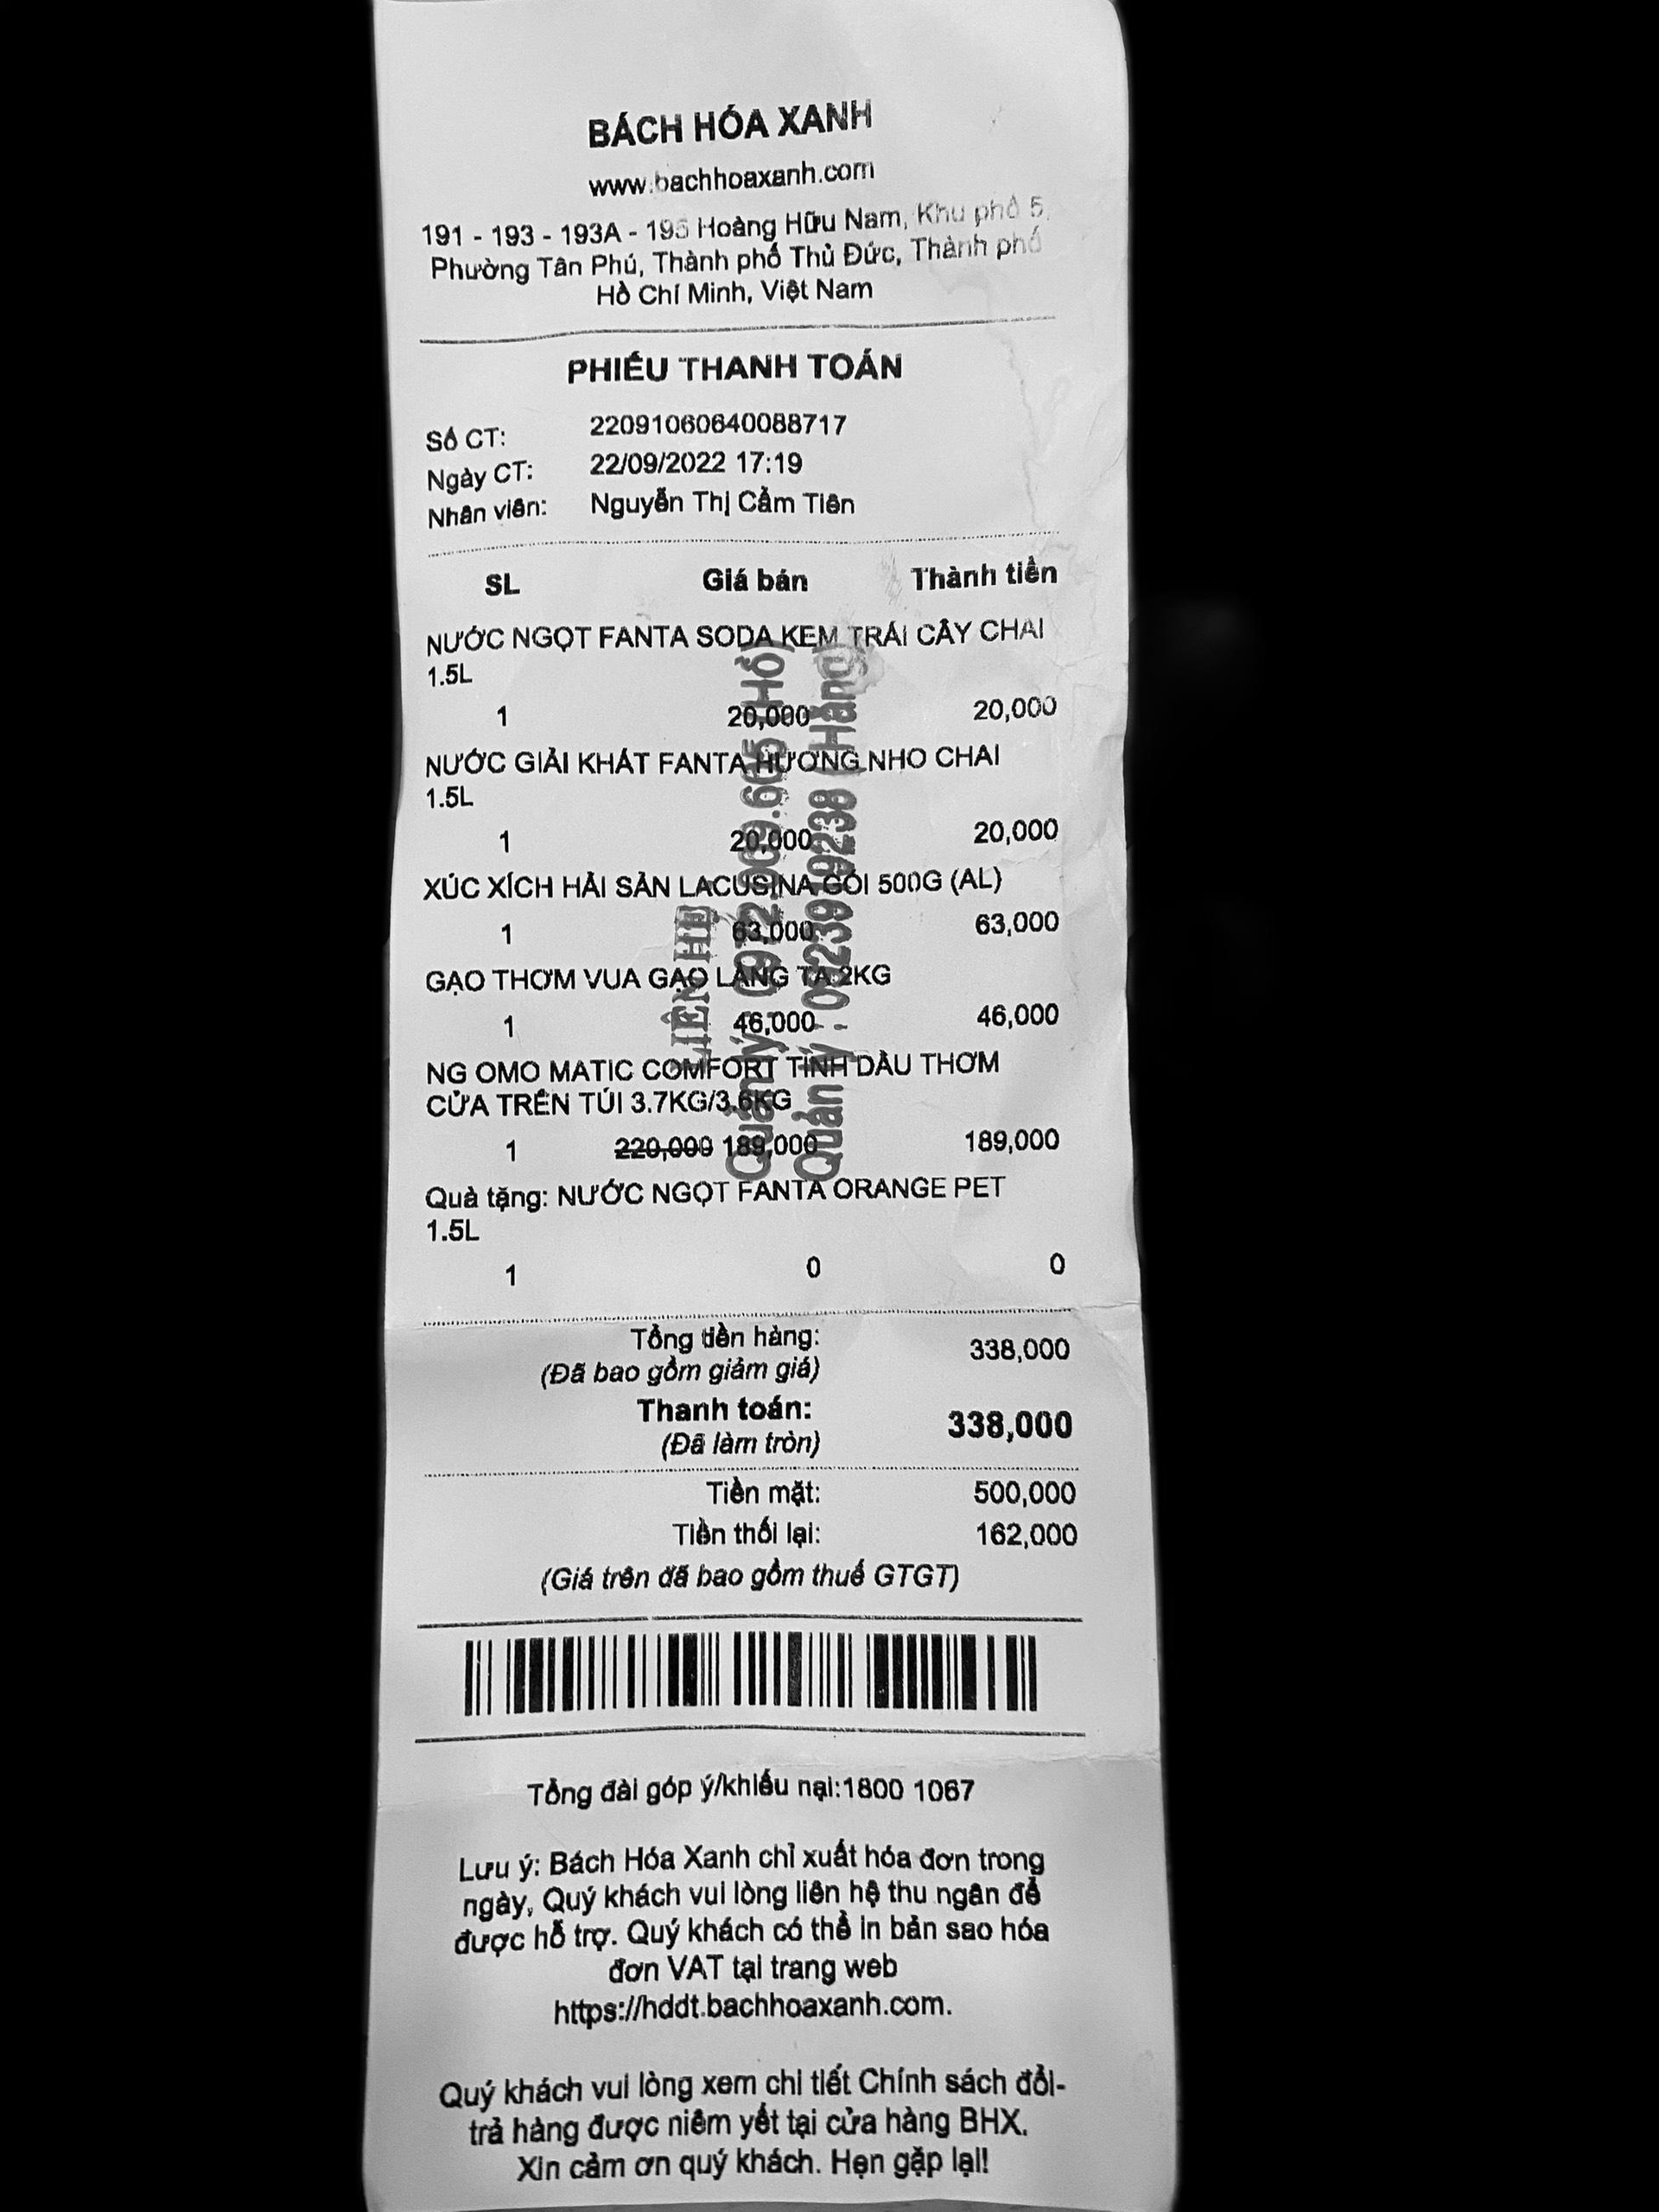 BÁCH HÓA XANH
www.bachhoaxanh.com
191 - 193 - 193A - 195 Hoàng Hữu Nam, Khu phố 5,
Phường Tân Phú, Thành phố Thủ Đức, Thành phố
Hồ Chí Minh, Việt Nam
PHIẾU THANH TOÁN
Số CT: 22091060640088717
Ngày CT: 22/09/2022 17:19
Nhân viên: Nguyễn Thị Cẩm Tiên
SL Giá bán Thành tiền
NƯỚC NGỌT FANTA SODA KEM TRÁI CÂY CHAI
1.5L
1 20,000 20,000
NƯỚC GIẢI KHÁT FANTA HƯƠNG NHO CHAI
1.5L
1 20,000 20,000
XÚC XÍCH HẢI SẢN LACUSINA GÓI 500G (AL)
1 63,000 63,000
GẠO THƠM VUA GẠO LÀNG TA 2KG
1 46,000 46,000
NG OMO MATIC COMFORT TINH DẦU THƠM
CỬA TRÊN TÚI 3.7KG/3.6KG
1 220,000 189,000 189,000
Quà tặng: NƯỚC NGỌT FANTA ORANGE PET
1.5L
1 0 0
Tổng tiền hàng: 338,000
(Đã bao gồm giảm giá)
Thanh toán: 338,000
(Đã làm tròn)
Tiền mặt: 500,000
Tiền thối lại: 162,000
(Giá trên đã bao gồm thuế GTGT)
Tổng đài góp ý/khiếu nại:1800 1067
Lưu ý: Bách Hóa Xanh chỉ xuất hóa đơn trong
ngày, Quý khách vui lòng liên hệ thu ngân để
được hỗ trợ. Quý khách có thể in bản sao hóa
đơn VAT tại trang web
https://hddt.bachhoaxanh.com.
Quý khách vui lòng xem chi tiết Chính sách đổi-
trả hàng được niêm yết tại cửa hàng BHX.
Xin cảm ơn quý khách. Hẹn gặp lại!
LIÊN HỆ
Quản lý (Hổ)
Quản lý : (Hằng)